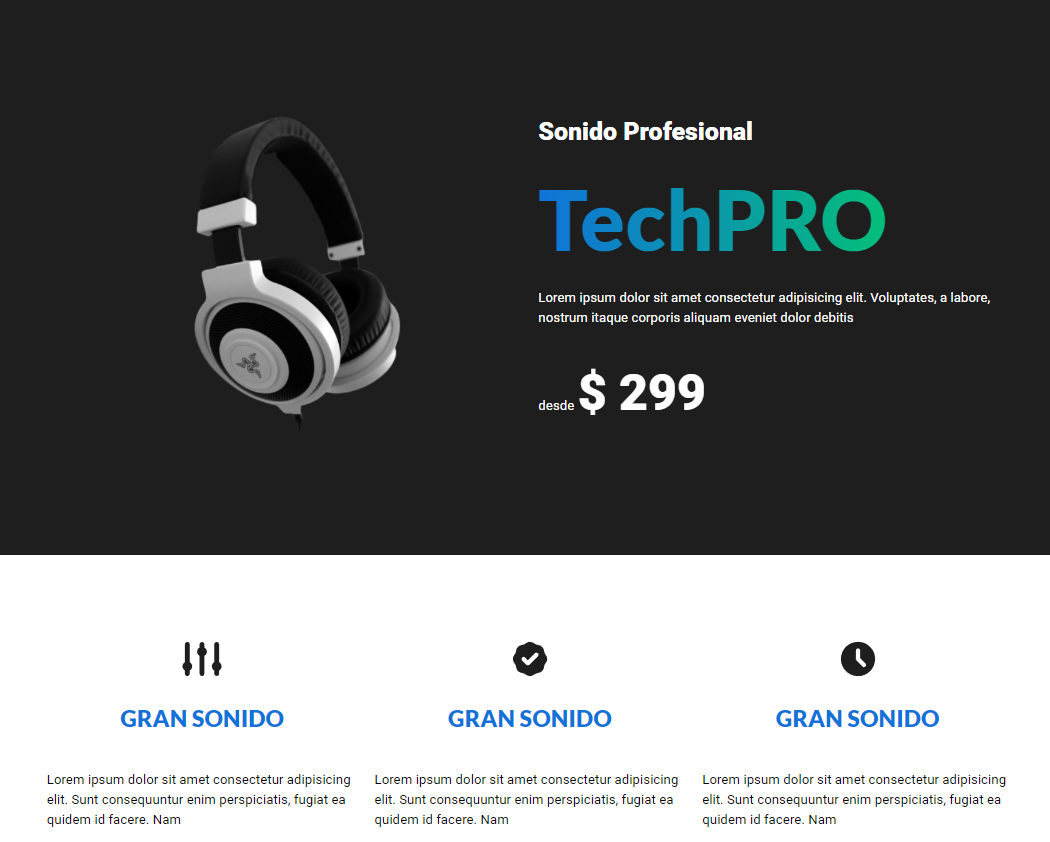 Sonido Profesional
TechPRO
Lorem ipsum dolor sit amet consectetur adipisicing elit. Voluptates, a labore,
nostrum itaque corporis aliquam eveniet dolor debitis
desde $ 299
GRAN SONIDO
Lorem ipsum dolor sit amet consectetur adipisicing
elit. Sunt consequuntur enim perspiciatis, fugiat ea
quidem id facere. Nam
GRAN SONIDO
Lorem ipsum dolor sit amet consectetur adipisicing
elit. Sunt consequuntur enim perspiciatis, fugiat ea
quidem id facere. Nam
GRAN SONIDO
Lorem ipsum dolor sit amet consectetur adipisicing
elit. Sunt consequuntur enim perspiciatis, fugiat ea
quidem id facere. Nam